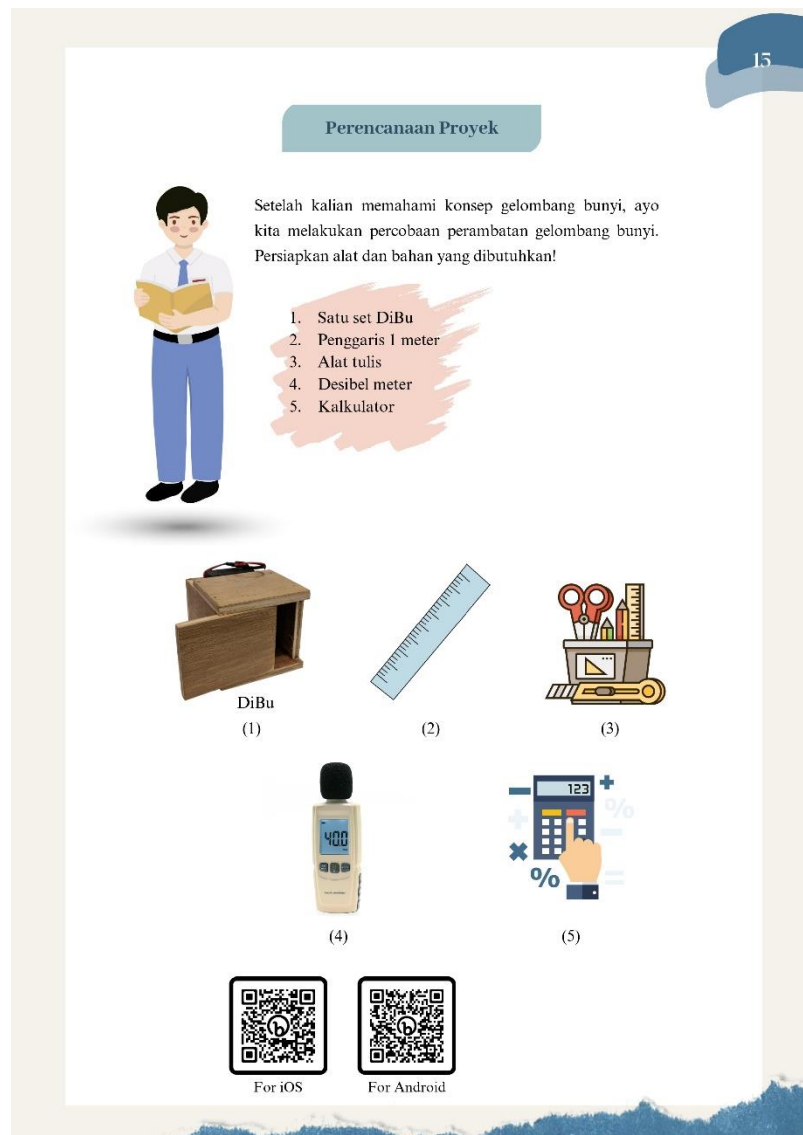 15
Perencanaan Proyek
Setelah kalian memahami konsep gelombang bunyi, ayo
kita melakukan percobaan perambatan gelombang bunyi.
Persiapkan alat dan bahan yang dibutuhkan!
1. Satu set DiBu
2. Penggaris 1 meter
3. Alat tulis
4. Desibel meter
5. Kalkulator
DiBu
(1)
(2)
(3)
40.0
123
%
%
(4)
(5)
For iOS
For Android